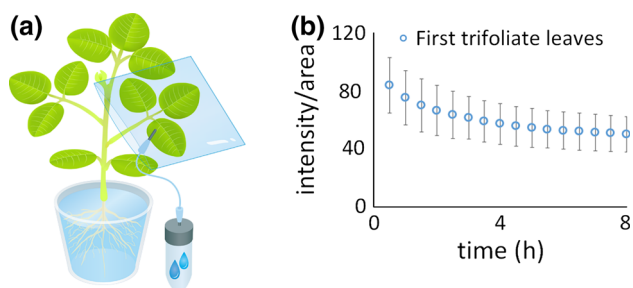 (a)
(b)
120
80
40
0
First trifoliate leaves
intensity/area
0
4
8
time (h)